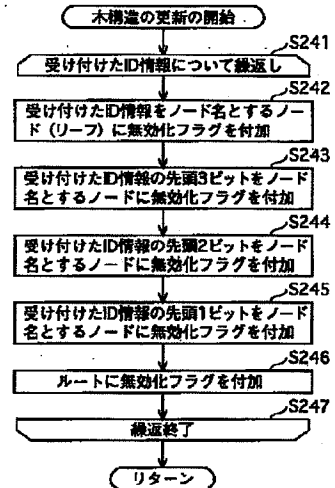 木構造の更新の開始
S241
受け付けたID情報について繰返し
S242
受け付けたID情報をノード名とするノー
ド（リーフ）に無効化フラグを付加
S243
受け付けたID情報の先頭3ビットをノード
名とするノードに無効化フラグを付加
S244
受け付けたID情報の先頭2ビットをノード
名とするノードに無効化フラグを付加
S245
受け付けたID情報の先頭1ビットをノード
名とするノードに無効化フラグを付加
S246
ルートに無効化フラグを付加
S247
繰返終了
リターン